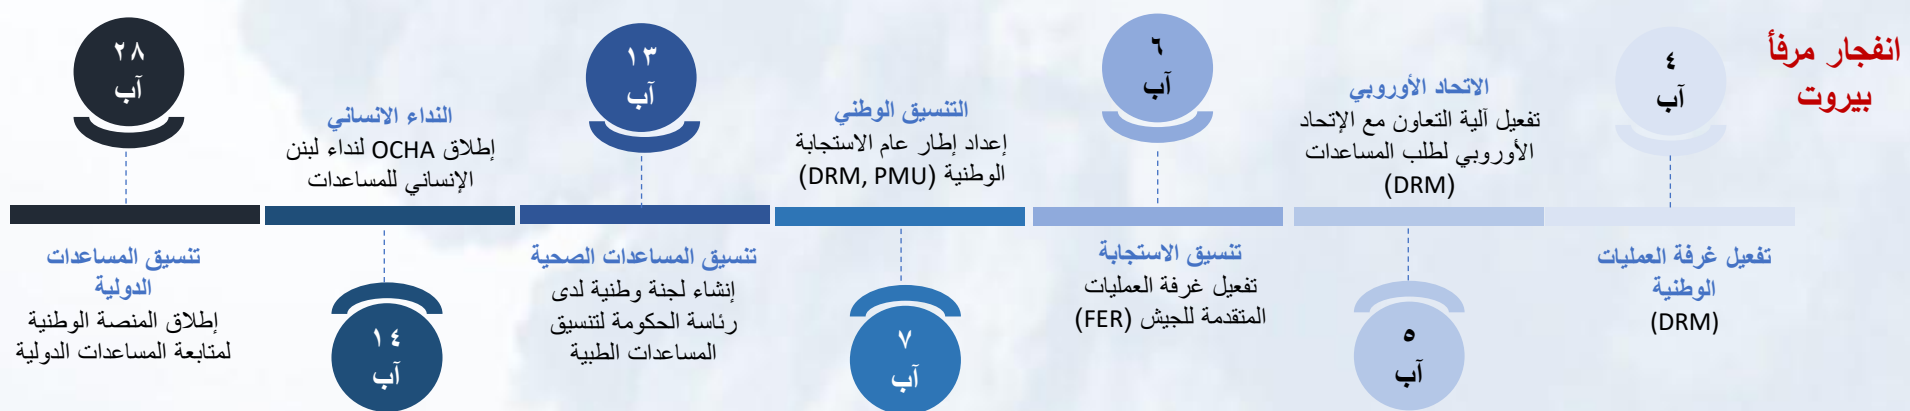 انفجار مرفأ
بيروت
٤
آب
تفعيل غرفة العمليات
الوطنية
(DRM)
الاتحاد الأوروبي
تفعيل آلية التعاون مع الإتحاد
الأوروبي لطلب المساعدات
(DRM)
٥
آب
٦
آب
تنسيق الاستجابة
تفعيل غرفة العمليات
المتقدمة للجيش (FER)
التنسيق الوطني
إعداد إطار عام الاستجابة
الوطنية (DRM, PMU)
٧
آب
١٣
آب
تنسيق المساعدات الصحية
إنشاء لجنة وطنية لدى
رئاسة الحكومة لتنسيق
المساعدات الطبية
النداء الانساني
إطلاق OCHA لنداء لبنن
الإنساني للمساعدات
١٤
آب
٢٨
آب
تنسيق المساعدات
الدولية
إطلاق المنصة الوطنية
لمتابعة المساعدات الدولية